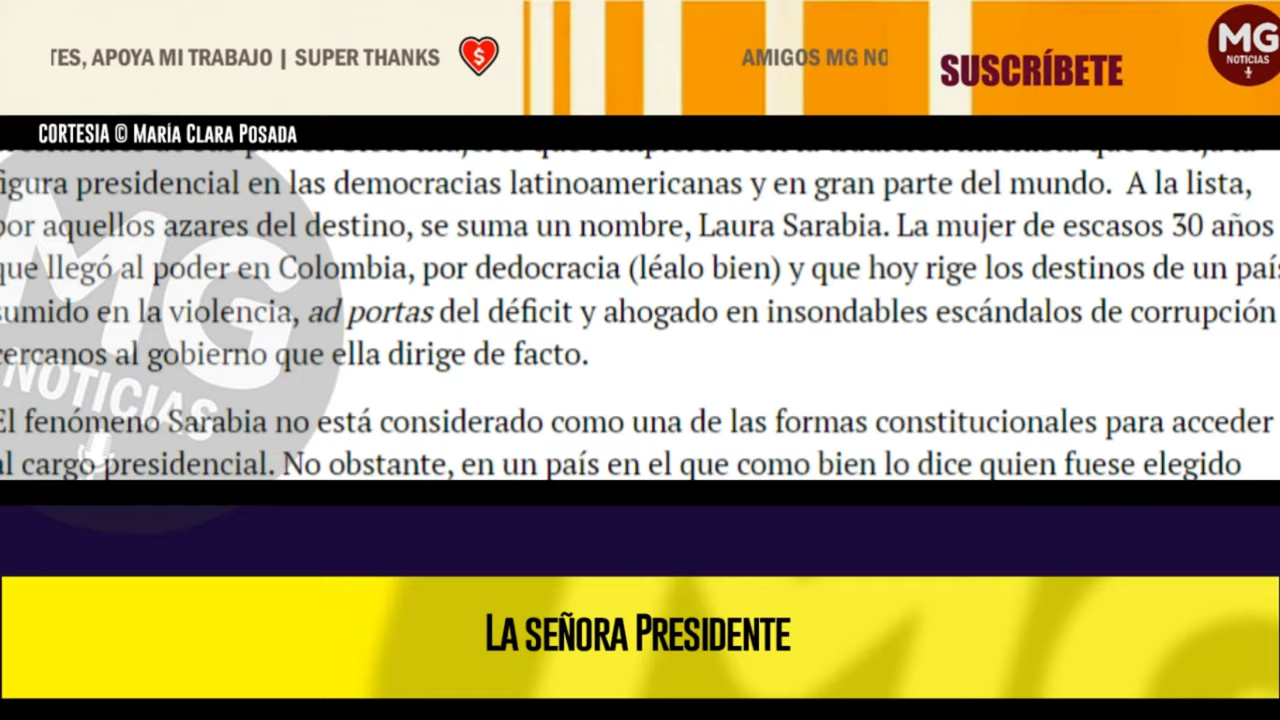 TES, APOYA MI TRABAJO | SUPER THANKS
$
AMIGOS MG NO
SUSCRÍBETE
MG
NOTICIAS
CORTESIA © MARÍA CLARA POSADA
figura presidencial en las democracias latinoamericanas y en gran parte del mundo. A la lista,
por aquellos azares del destino, se suma un nombre, Laura Sarabia. La mujer de escasos 30 años
que llegó al poder en Colombia, por dedocracia (léalo bien) y que hoy rige los destinos de un país
sumido en la violencia, ad portas del déficit y ahogado en insondables escándalos de corrupción
cercanos al gobierno que ella dirige de facto.
El fenómeno Sarabia no está considerado como una de las formas constitucionales para acceder
al cargo presidencial. No obstante, en un país en el que como bien lo dice quien fuese elegido
MG
NOTICIAS
LA SEÑORA PRESIDENTE